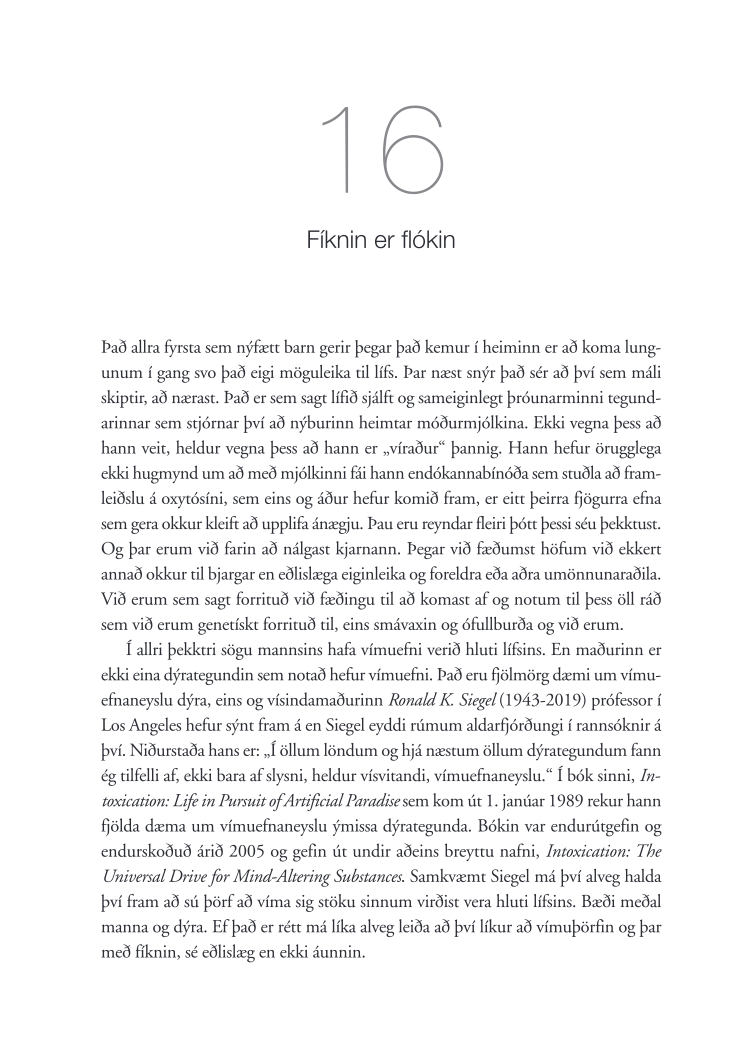 16
Fíknin er flókin
Það allra fyrsta sem nýfætt barn gerir þegar það kemur í heiminn er að koma lung-
unum í gang svo það eigi möguleika til lífs. Þar næst snýr það sér að því sem máli
skiptir, að nærast. Það er sem sagt lífið sjálft og sameiginlegt þróunarminni tegund-
arinnar sem stjórnar því að nýburinn heimtar móðurmjólkina. Ekki vegna þess að
hann veit, heldur vegna þess að hann er „víraður“ þannig. Hann hefur örugglega
ekki hugmynd um að með mjólkinni fái hann endókannabínóða sem stuðla að fram-
leiðslu á oxytósíni, sem eins og áður hefur komið fram, er eitt þeirra fjögurra efna
sem gera okkur kleift að upplifa ánægju. Þau eru reyndar fleiri þótt þessi séu þekktust.
Og þar erum við farin að nálgast kjarnann. Þegar við fæðumst höfum við ekkert
annað okkur til bjargar en eðlislæga eiginleika og foreldra eða aðra umönnunaraðila.
Við erum sem sagt forrituð við fæðingu til að komast af og notum til þess öll ráð
sem við erum genetískt forrituð til, eins smávaxin og ófullburða og við erum.
Í allri þekktri sögu mannsins hafa vímuefni verið hluti lífsins. En maðurinn er
ekki eina dýrategundin sem notað hefur vímuefni. Það eru fjölmörg dæmi um vímu-
efnaneyslu dýra, eins og vísindamaðurinn Ronald K. Siegel (1943-2019) prófessor í
Los Angeles hefur sýnt fram á en Siegel eyddi rúmum aldarfjórðungi í rannsóknir á
því. Niðurstaða hans er: „Í öllum löndum og hjá næstum öllum dýrategundum fann
ég tilfelli af, ekki bara af slysni, heldur vísvitandi, vímuefnaneyslu.“ Í bók sinni, In-
toxication: Life in Pursuit of Artificial Paradise sem kom út 1. janúar 1989 rekur hann
fjölda dæma um vímuefnaneyslu ýmissa dýrategunda. Bókin var endurútgefin og
endurskoðuð árið 2005 og gefin út undir aðeins breyttu nafni, Intoxication: The
Universal Drive for Mind-Altering Substances. Samkvæmt Siegel má því alveg halda
því fram að sú þörf að víma sig stöku sinnum virðist vera hluti lífsins. Bæði meðal
manna og dýra. Ef það er rétt má líka alveg leiða að því líkur að vímuþörfin og þar
með fíknin, sé eðlislæg en ekki áunnin.